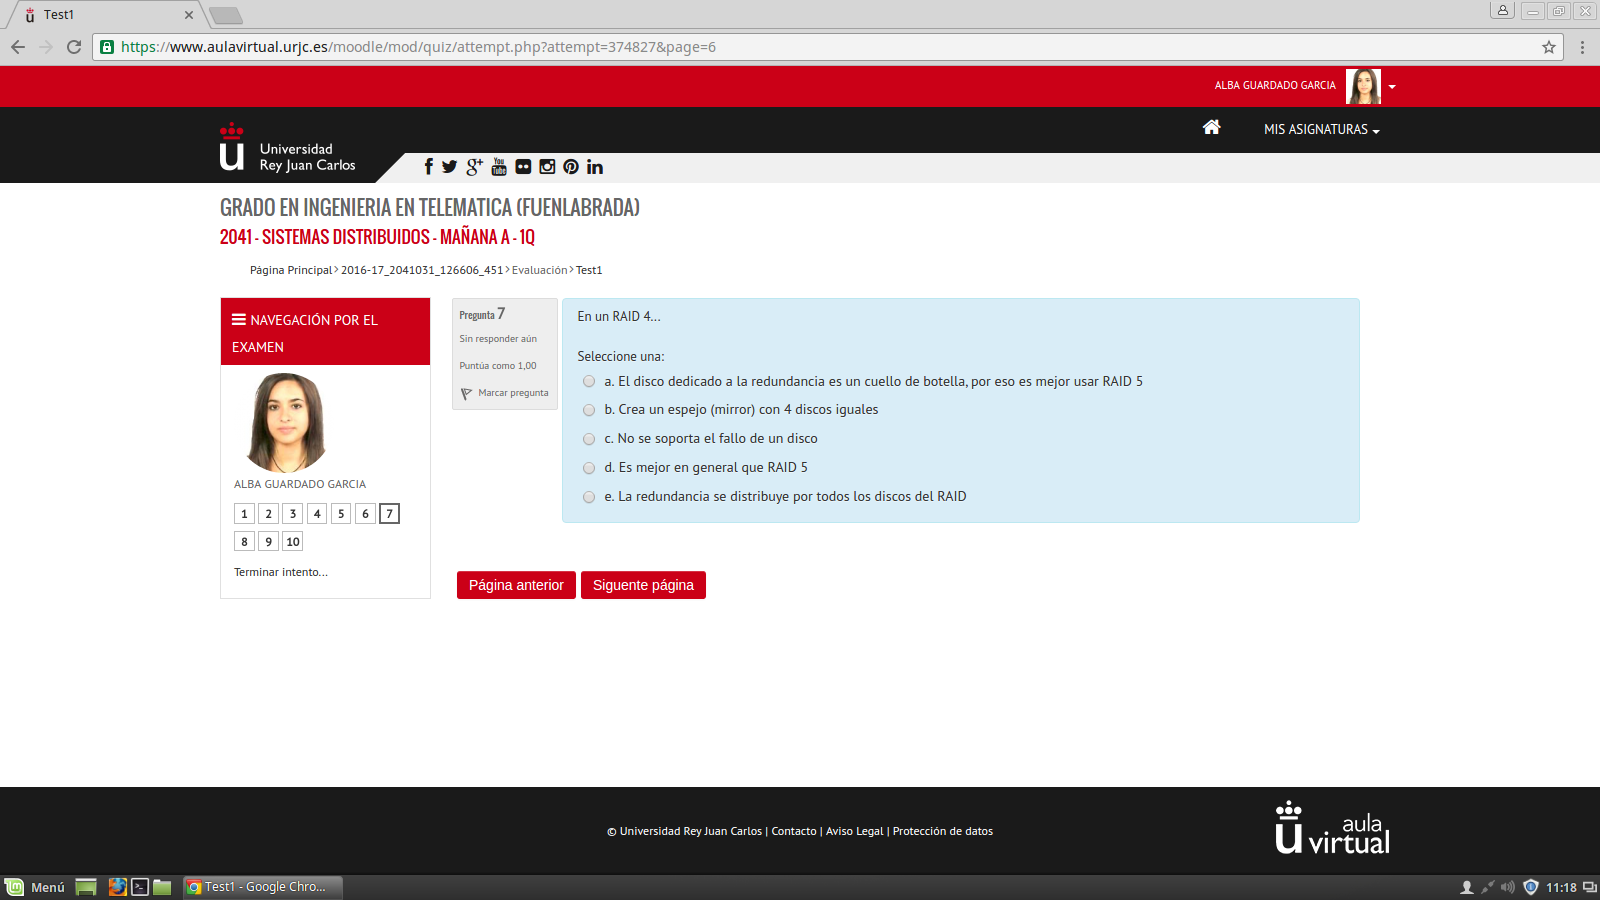 Test1
https://www.aulavirtual.urjc.es/moodle/mod/quiz/attempt.php?attempt=374827&page=6
ALBA GUARDADO GARCIA
MIS ASIGNATURAS
Universidad
Rey Juan Carlos
GRADO EN INGENIERIA EN TELEMATICA (FUENLABRADA)
2041 - SISTEMAS DISTRIBUIDOS - MAÑANA A - 1Q
Página Principal › 2016-17_2041031_126606_451 › Evaluación › Test1
NAVEGACIÓN POR EL
EXAMEN
ALBA GUARDADO GARCIA
1 2 3 4 5 6 7
8 9 10
Terminar intento...
Pregunta 7
Sin responder aún
Puntúa como 1,00
Marcar pregunta
En un RAID 4...
Seleccione una:
a. El disco dedicado a la redundancia es un cuello de botella, por eso es mejor usar RAID 5
b. Crea un espejo (mirror) con 4 discos iguales
c. No se soporta el fallo de un disco
d. Es mejor en general que RAID 5
e. La redundancia se distribuye por todos los discos del RAID
Página anterior
Siguente página
© Universidad Rey Juan Carlos | Contacto | Aviso Legal | Protección de datos
u aula
virtual
Menú
Test1 - Google Chro...
11:18